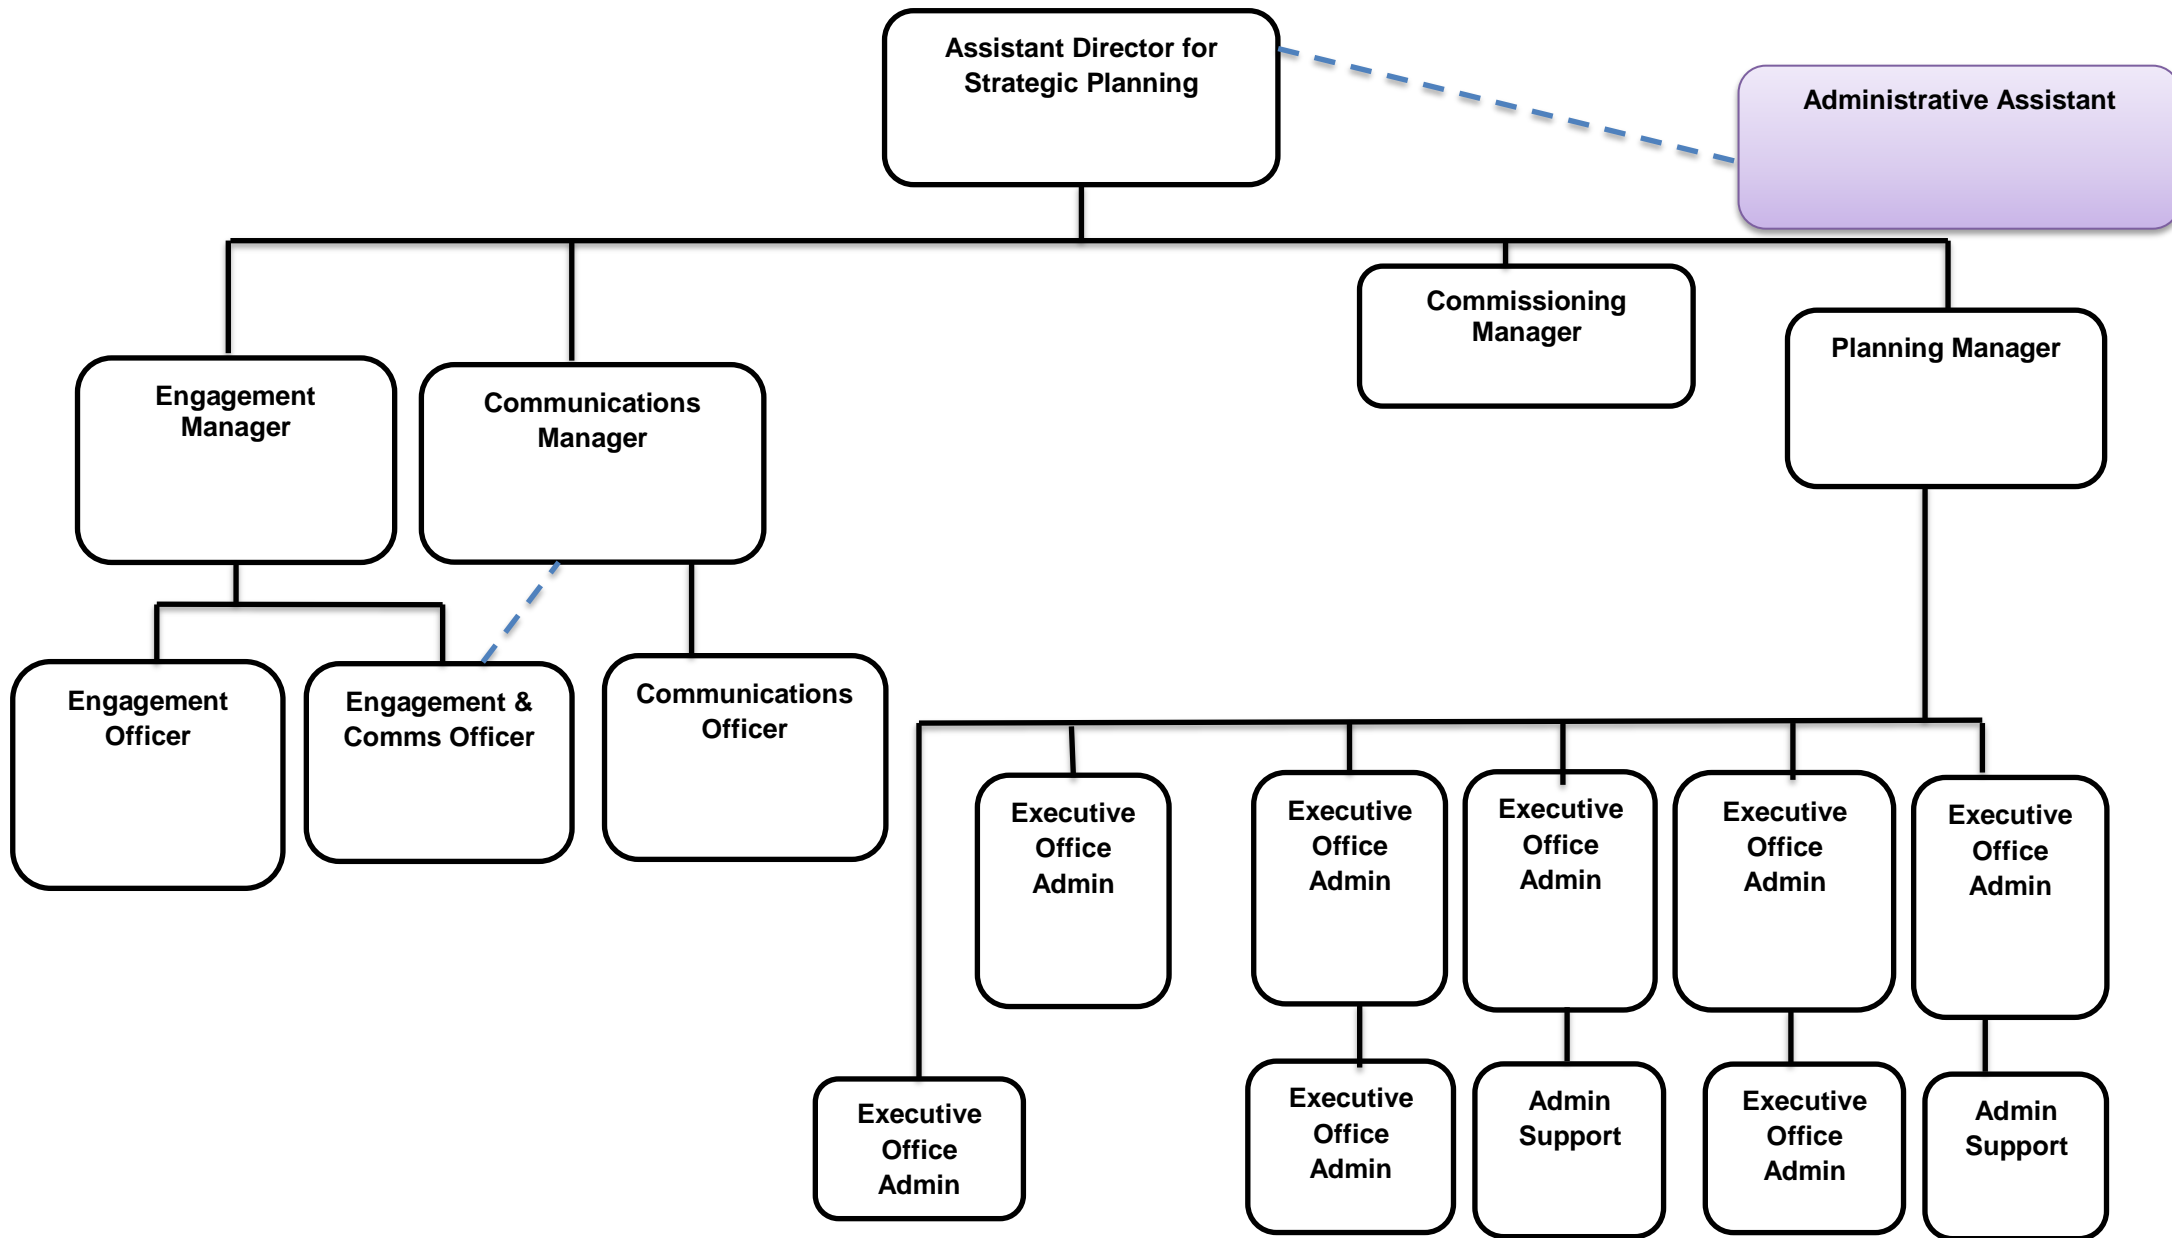 Assistant Director for
Strategic Planning
Administrative Assistant
Commissioning
Manager
Planning Manager
Engagement
Manager
Communications
Manager
Engagement
Officer
Engagement &
Comms Officer
Communications
Officer
Executive
Office
Admin
Executive
Office
Admin
Executive
Office
Admin
Executive
Office
Admin
Executive
Office
Admin
Executive
Office
Admin
Executive
Office
Admin
Admin
Support
Executive
Office
Admin
Admin
Support